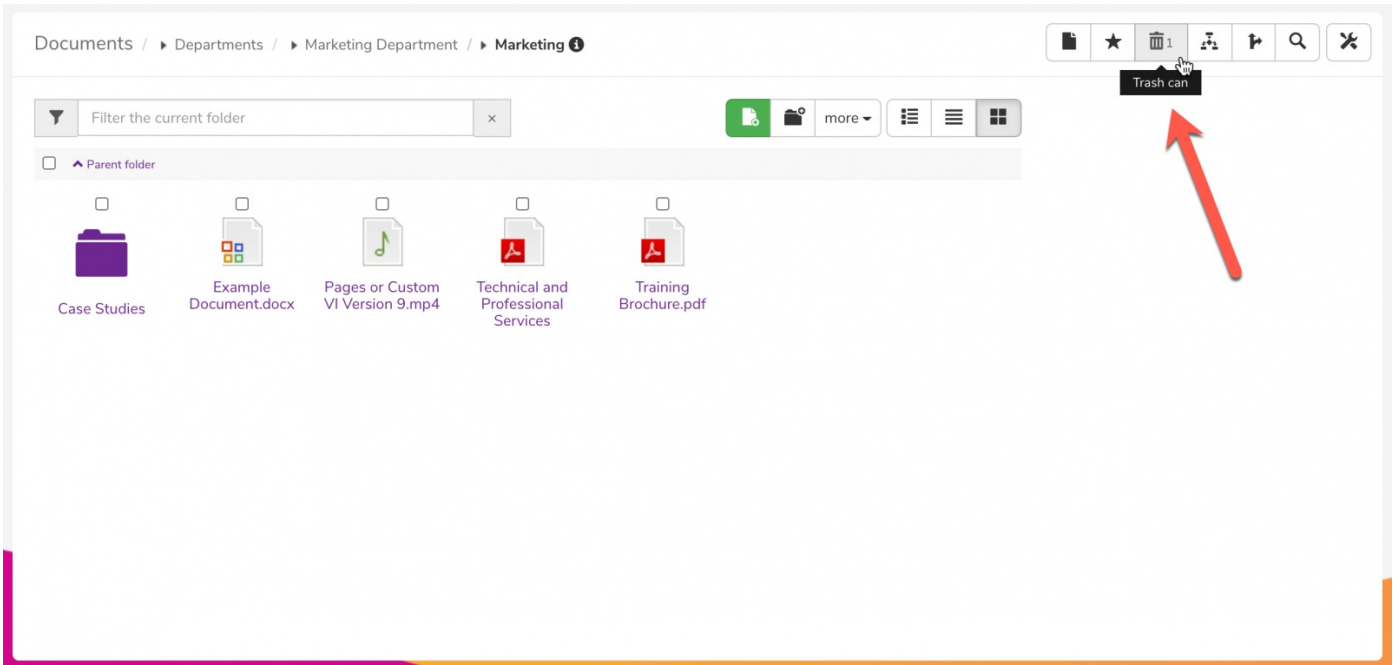 Documents / Departments / Marketing Department / Marketing
1
Trash can
Filter the current folder
×
more
Parent folder
Case Studies
Example
Document.docx
Pages or Custom
VI Version 9.mp4
Technical and
Professional
Services
Training
Brochure.pdf